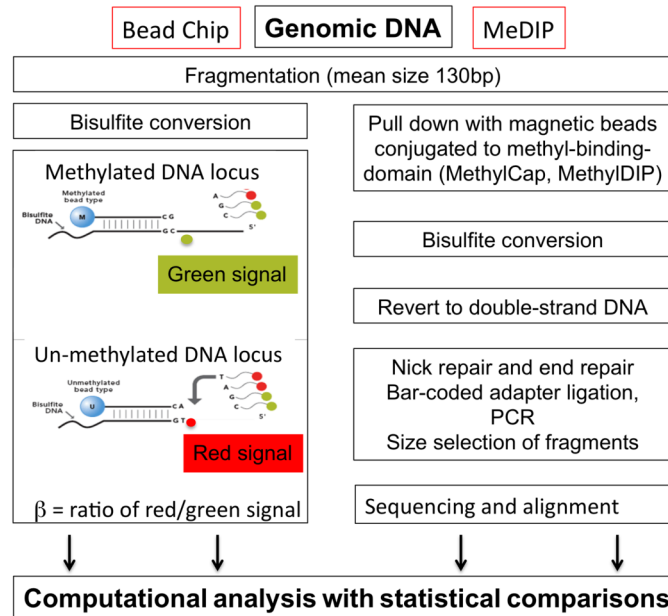 Bead Chip
Genomic DNA
MeDIP
Fragmentation (mean size 130bp)
Bisulfite conversion
Methylated DNA locus
Methylated
bead type
Bisulfite
DNA
M
C G
G C
A
G
C
5'
Green signal
Un-methylated DNA locus
Unmethylated
bead type
Bisulfite
DNA
U
C A
G T
T
A
G
C
5'
Red signal
β = ratio of red/green signal
Pull down with magnetic beads
conjugated to methyl-binding-
domain (MethylCap, MethylDIP)
Bisulfite conversion
Revert to double-strand DNA
Nick repair and end repair
Bar-coded adapter ligation,
PCR
Size selection of fragments
Sequencing and alignment
Computational analysis with statistical comparisons